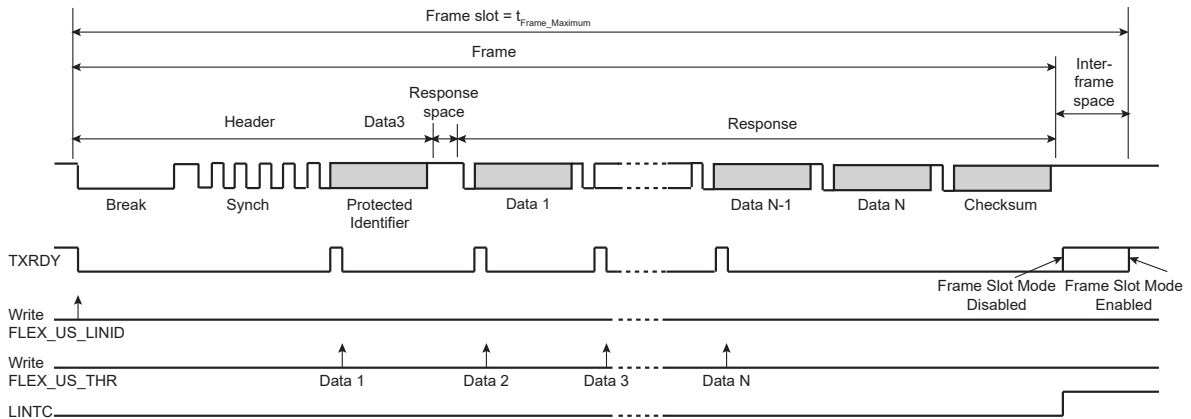 Frame slot = tFrame_Maximum
Frame
Inter-
frame
space
Response
space
Header
Data3
Response
Break
Synch
Protected
Identifier
Data 1
Data N-1
Data N
Checksum
TXRDY
Frame Slot Mode
Disabled
Frame Slot Mode
Enabled
Write
FLEX_US_LINID
Write
FLEX_US_THR
Data 1
Data 2
Data 3
Data N
LINTC